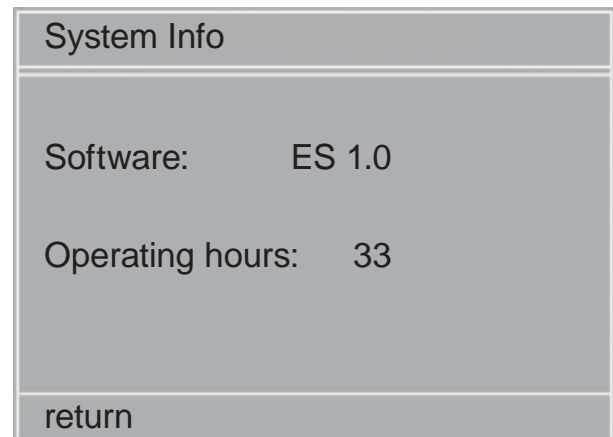 System Info
Software: ES 1.0
Operating hours: 33
return